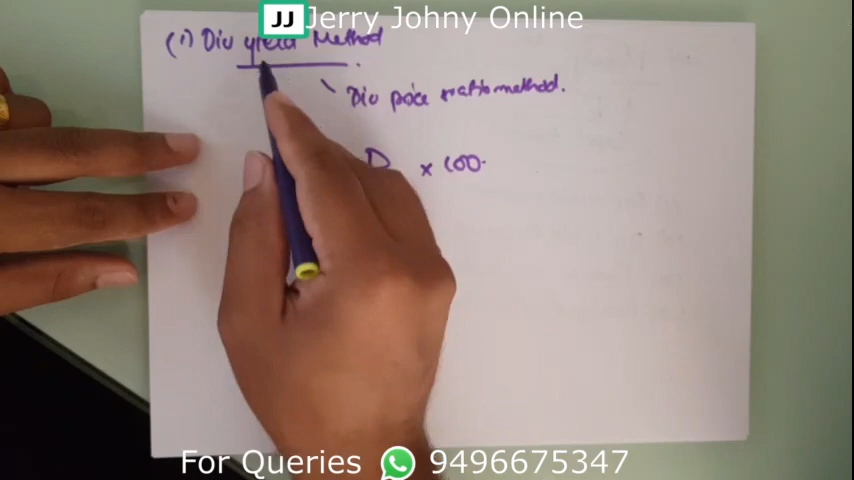 JJ Jerry Johny Online
(1) Div yield Method
Div price ratio method.
D × 100.
For Queries 9496675347